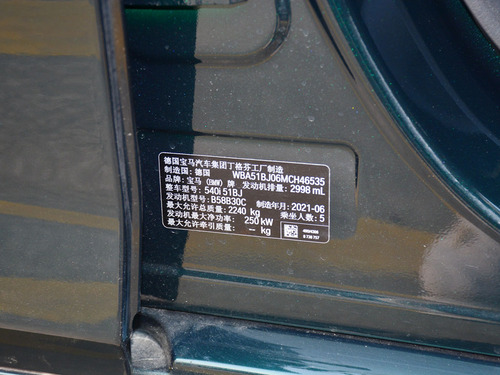 德国宝马汽车集团丁格芬工厂制造
制造国: 德国 WBA51BJ06MCH46535
品牌: 宝马 (BMW) 牌 发动机排量: 2998 mL
整车型号: 540i 51BJ
发动机型号: B58B30C 制造年月: 2021-06
最大允许总质量: 2240 kg 乘坐人数: 5
发动机最大净功率: 250 kW
最大允许牵引质量: – kg